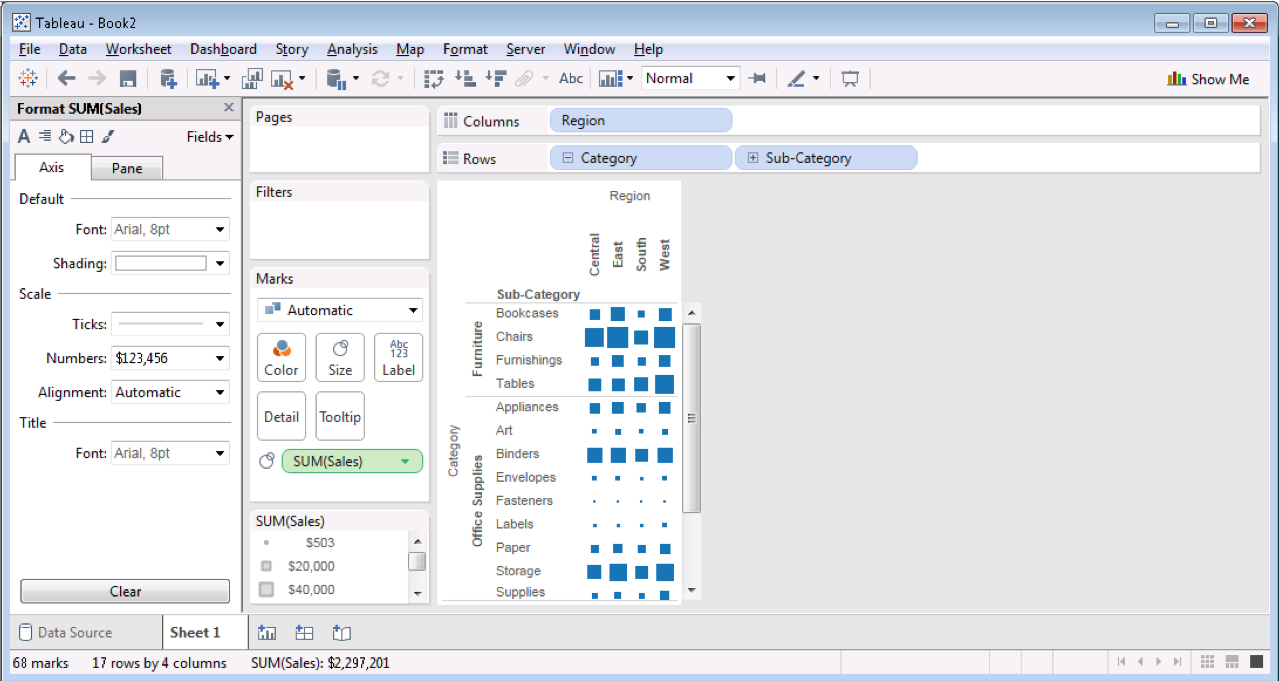 Tableau - Book2
File Data Worksheet Dashboard Story Analysis Map Format Server Window Help
Abc Normal Show Me
Format SUM(Sales)
A Fields
Axis Pane
Default
Font: Arial, 8pt
Shading:
Scale
Ticks:
Numbers: $123,456
Alignment: Automatic
Title
Font: Arial, 8pt
Clear
Pages
Filters
Marks
Automatic
Color Size Abc 123 Label
Detail Tooltip
SUM(Sales)
SUM(Sales)
$503
$20,000
$40,000
Columns Region
Rows Category Sub-Category
Region
Central East South West
Sub-Category
Category
Furniture
Bookcases
Chairs
Furnishings
Tables
Office Supplies
Appliances
Art
Binders
Envelopes
Fasteners
Labels
Paper
Storage
Supplies
Data Source Sheet 1
68 marks 17 rows by 4 columns SUM(Sales): $2,297,201